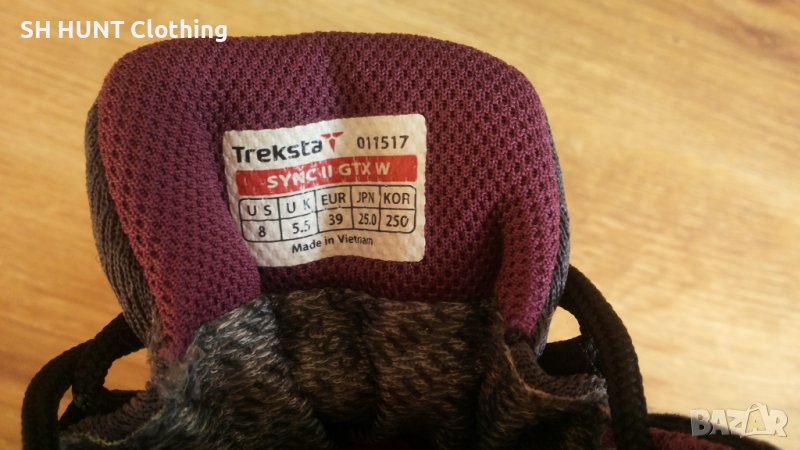 SH HUNT Clothing
Treksta 011517
SYNC II GTX W
US UK EUR JPN KOR
8 5.5 39 25.0 250
Made in Vietnam
BAZAR